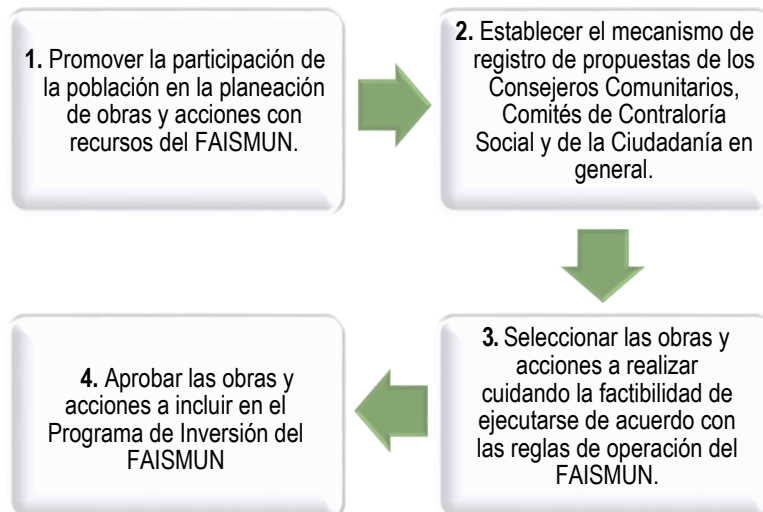 1. Promover la participación de
la población en la planeación
de obras y acciones con
recursos del FAISMUN.
2. Establecer el mecanismo de
registro de propuestas de los
Consejeros Comunitarios,
Comités de Contraloría
Social y de la Ciudadanía en
general.
3. Seleccionar las obras y
acciones a realizar
cuidando la factibilidad de
ejecutarse de acuerdo con
las reglas de operación del
FAISMUN.
4. Aprobar las obras y
acciones a incluir en el
Programa de Inversión del
FAISMUN